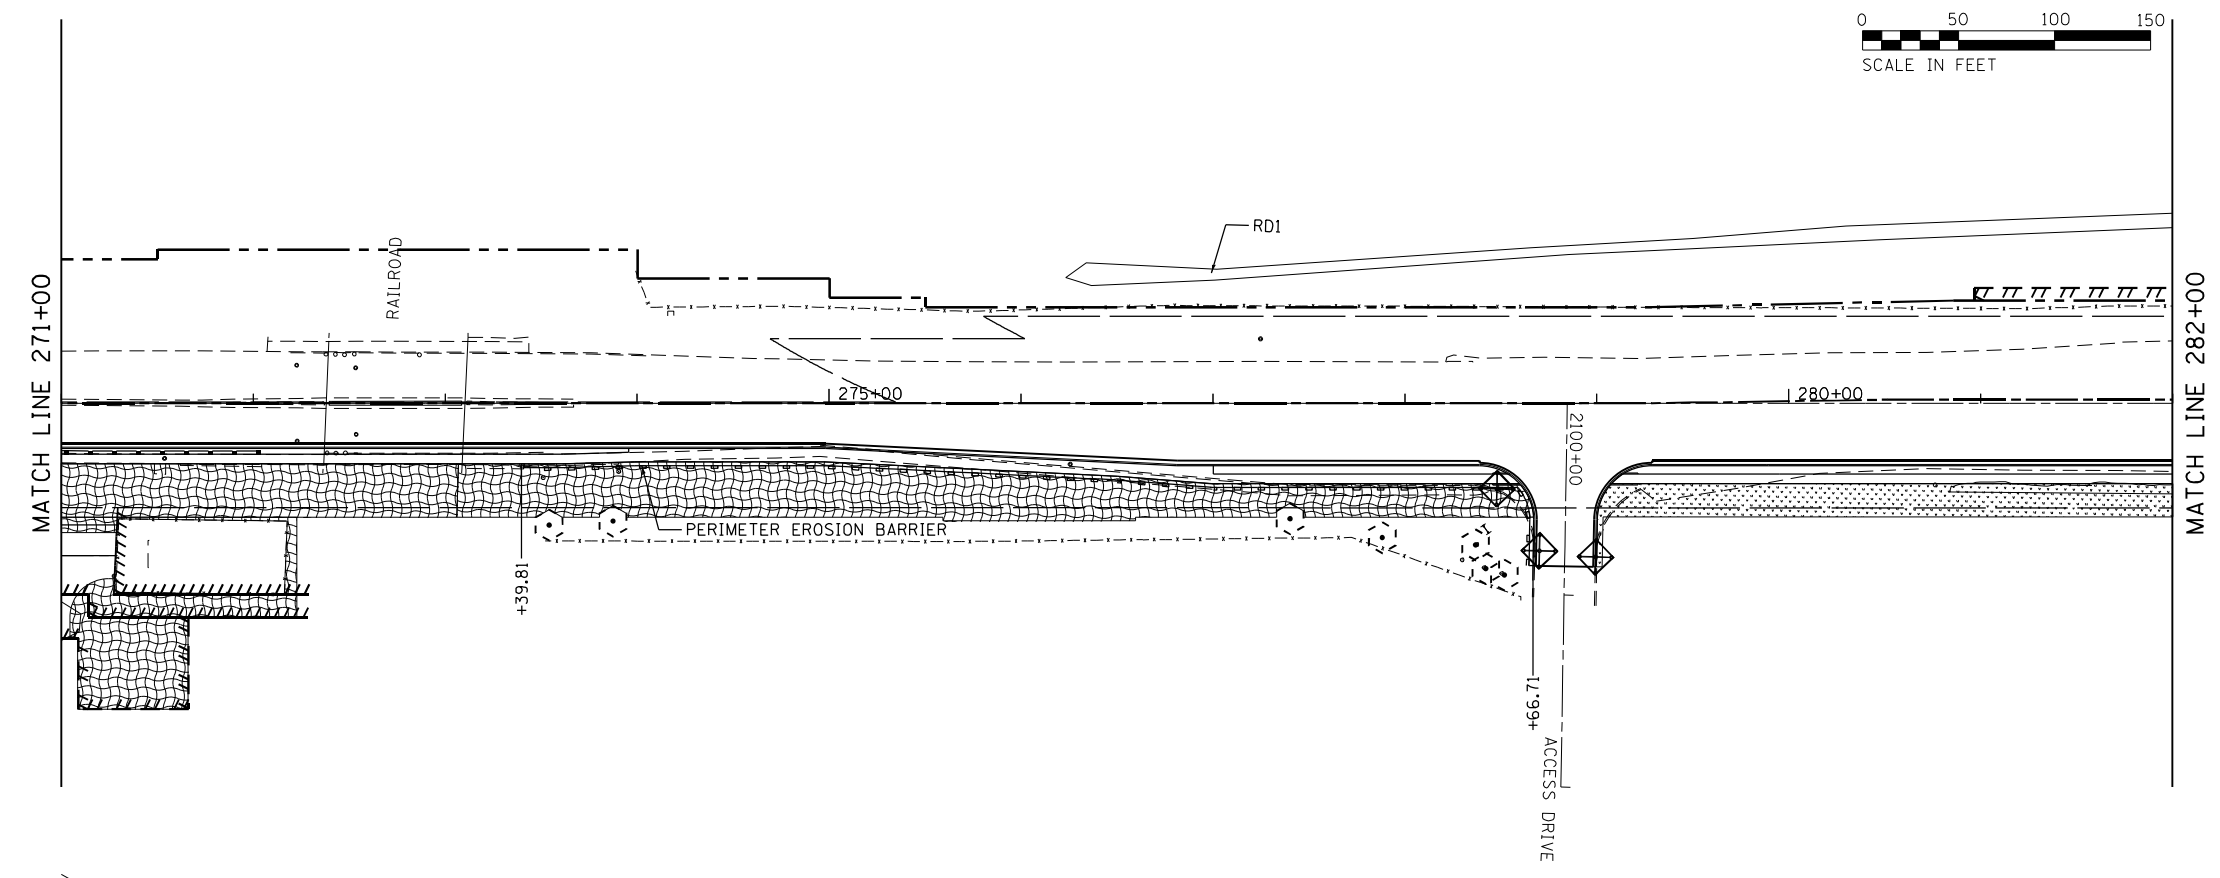 0 50 100 150
SCALE IN FEET
RD1
RAILROAD
MATCH LINE 271+00
MATCH LINE 282+00
275+00
280+00
2100+00
PERIMETER EROSION BARRIER
+39.81
+66.71
ACCESS DRIVE